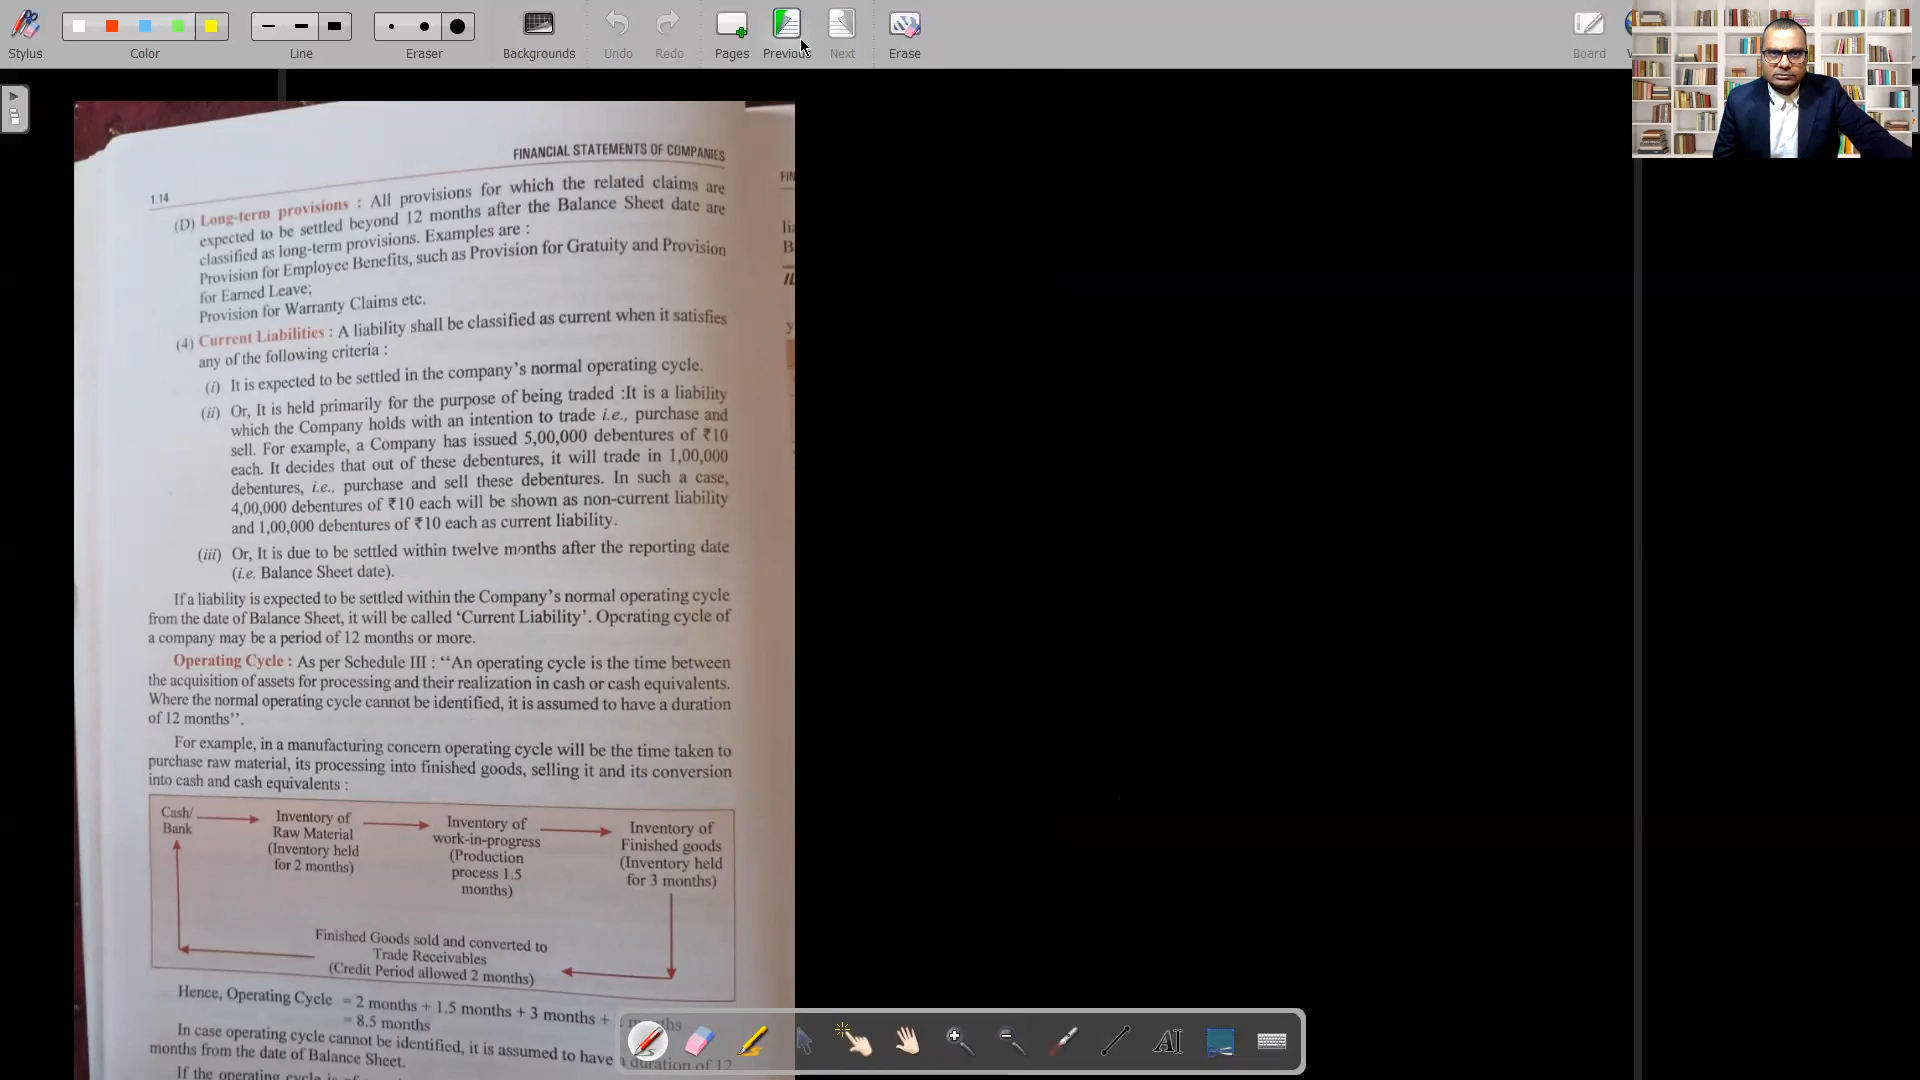 Stylus
Color
Line
Eraser
Backgrounds
Undo
Redo
Pages
Previous
Next
Erase
Board
FINANCIAL STATEMENTS OF COMPANIES
1.14
(D) Long-term provisions : All provisions for which the related claims are
expected to be settled beyond 12 months after the Balance Sheet date are
classified as long-term provisions. Examples are :
Provision for Employee Benefits, such as Provision for Gratuity and Provision
for Earned Leave;
Provision for Warranty Claims etc.
(4) Current Liabilities : A liability shall be classified as current when it satisfies
any of the following criteria :
(i) It is expected to be settled in the company's normal operating cycle.
(ii) Or, It is held primarily for the purpose of being traded :It is a liability
which the Company holds with an intention to trade i.e., purchase and
sell. For example, a Company has issued 5,00,000 debentures of ₹10
each. It decides that out of these debentures, it will trade in 1,00,000
debentures, i.e., purchase and sell these debentures. In such a case,
4,00,000 debentures of ₹10 each will be shown as non-current liability
and 1,00,000 debentures of ₹10 each as current liability.
(iii) Or, It is due to be settled within twelve months after the reporting date
(i.e. Balance Sheet date).
If a liability is expected to be settled within the Company's normal operating cycle
from the date of Balance Sheet, it will be called 'Current Liability'. Operating cycle of
a company may be a period of 12 months or more.
Operating Cycle : As per Schedule III : "An operating cycle is the time between
the acquisition of assets for processing and their realization in cash or cash equivalents.
Where the normal operating cycle cannot be identified, it is assumed to have a duration
of 12 months".
For example, in a manufacturing concern operating cycle will be the time taken to
purchase raw material, its processing into finished goods, selling it and its conversion
into cash and cash equivalents :
Cash/
Bank
Inventory of
Raw Material
(Inventory held
for 2 months)
Inventory of
work-in-progress
(Production
process 1.5
months)
Inventory of
Finished goods
(Inventory held
for 3 months)
Finished Goods sold and converted to
Trade Receivables
(Credit Period allowed 2 months)
Hence, Operating Cycle = 2 months + 1.5 months + 3 months +
= 8.5 months
In case operating cycle cannot be identified, it is assumed to have a duration of 12
months from the date of Balance Sheet.
If the operating cycle is